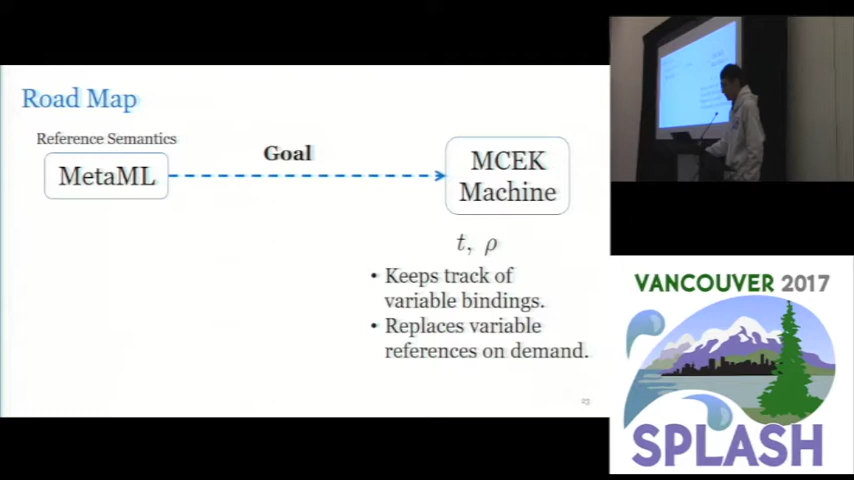 Road Map
Reference Semantics
MetaML
Goal
MCEK
Machine
t, ρ
• Keeps track of
variable bindings.
• Replaces variable
references on demand.
23
VANCOUVER 2017
SPLASH